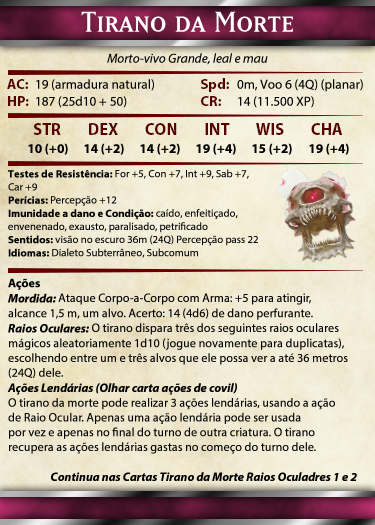 TIRANO DA MORTE
Morto-vivo Grande, leal e mau
AC: 19 (armadura natural) Spd: 0m, Voo 6 (4Q) (planar)
HP: 187 (25d10 + 50) CR: 14 (11.500 XP)
STR DEX CON INT WIS CHA
10 (+0) 14 (+2) 14 (+2) 19 (+4) 15 (+2) 19 (+4)
Testes de Resistência: For +5, Con +7, Int +9, Sab +7,
Car +9
Perícias: Percepção +12
Imunidade a dano e Condição: caído, enfeitiçado,
envenenado, exausto, paralisado, petrificado
Sentidos: visão no escuro 36m (24Q) Percepção pass 22
Idiomas: Dialeto Subterrâneo, Subcomum
Ações
Mordida: Ataque Corpo-a-Corpo com Arma: +5 para atingir,
alcance 1,5 m, um alvo. Acerto: 14 (4d6) de dano perfurante.
Raios Oculares: O tirano dispara três dos seguintes raios oculares
mágicos aleatoriamente 1d10 (jogue novamente para duplicatas),
escolhendo entre um e três alvos que ele possa ver a até 36 metros
(24Q) dele.
Ações Lendárias (Olhar carta ações de covil)
O tirano da morte pode realizar 3 ações lendárias, usando a ação
de Raio Ocular. Apenas uma ação lendária pode ser usada
por vez e apenas no final do turno de outra criatura. O tirano
recupera as ações lendárias gastas no começo do turno dele.
Continua nas Cartas Tirano da Morte Raios Ouladres 1 e 2